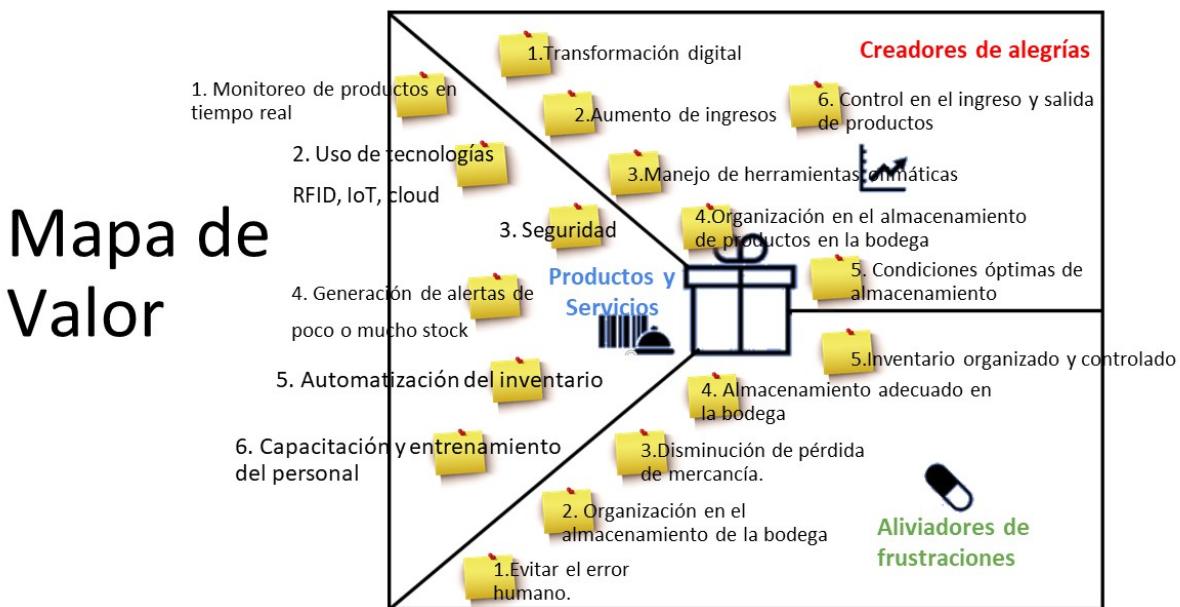 Mapa de
Valor
1. Monitoreo de productos en
tiempo real
2. Uso de tecnologías
RFID, IoT, cloud
3. Seguridad
4. Generación de alertas de
poco o mucho stock
5. Automatización del inventario
6. Capacitación y entrenamiento
del personal
Productos y
Servicios
Creadores de alegrías
1.Transformación digital
2.Aumento de ingresos
3.Manejo de herramientas ofimáticas
4.Organización en el almacenamiento
de productos en la bodega
5. Condiciones óptimas de
almacenamiento
6. Control en el ingreso y salida
de productos
5.Inventario organizado y controlado
4. Almacenamiento adecuado en
la bodega
3.Disminución de pérdida
de mercancía.
2. Organización en el
almacenamiento de la bodega
1.Evitar el error
humano.
Aliviadores de
frustraciones